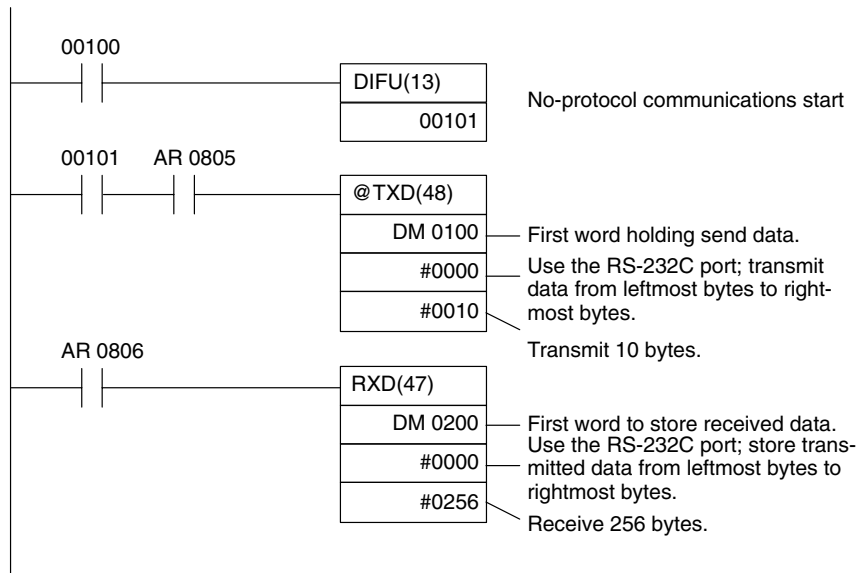 00100
DIFU(13)
00101
No-protocol communications start
00101 AR 0805
@TXD(48)
DM 0100
First word holding send data.
#0000
Use the RS-232C port; transmit
data from leftmost bytes to right-
most bytes.
#0010
Transmit 10 bytes.
AR 0806
RXD(47)
DM 0200
First word to store received data.
#0000
Use the RS-232C port; store trans-
mitted data from leftmost bytes to
rightmost bytes.
#0256
Receive 256 bytes.